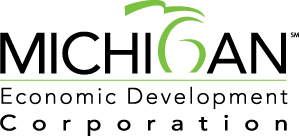 MICHIGAN℠
Economic Development
Corporation